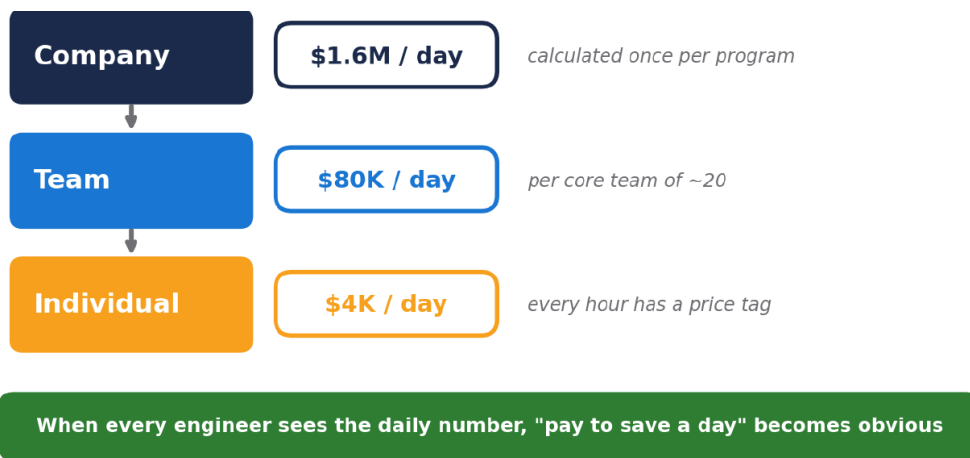 Company
$1.6M / day
calculated once per program
Team
$80K / day
per core team of ~20
Individual
$4K / day
every hour has a price tag
When every engineer sees the daily number, "pay to save a day" becomes obvious